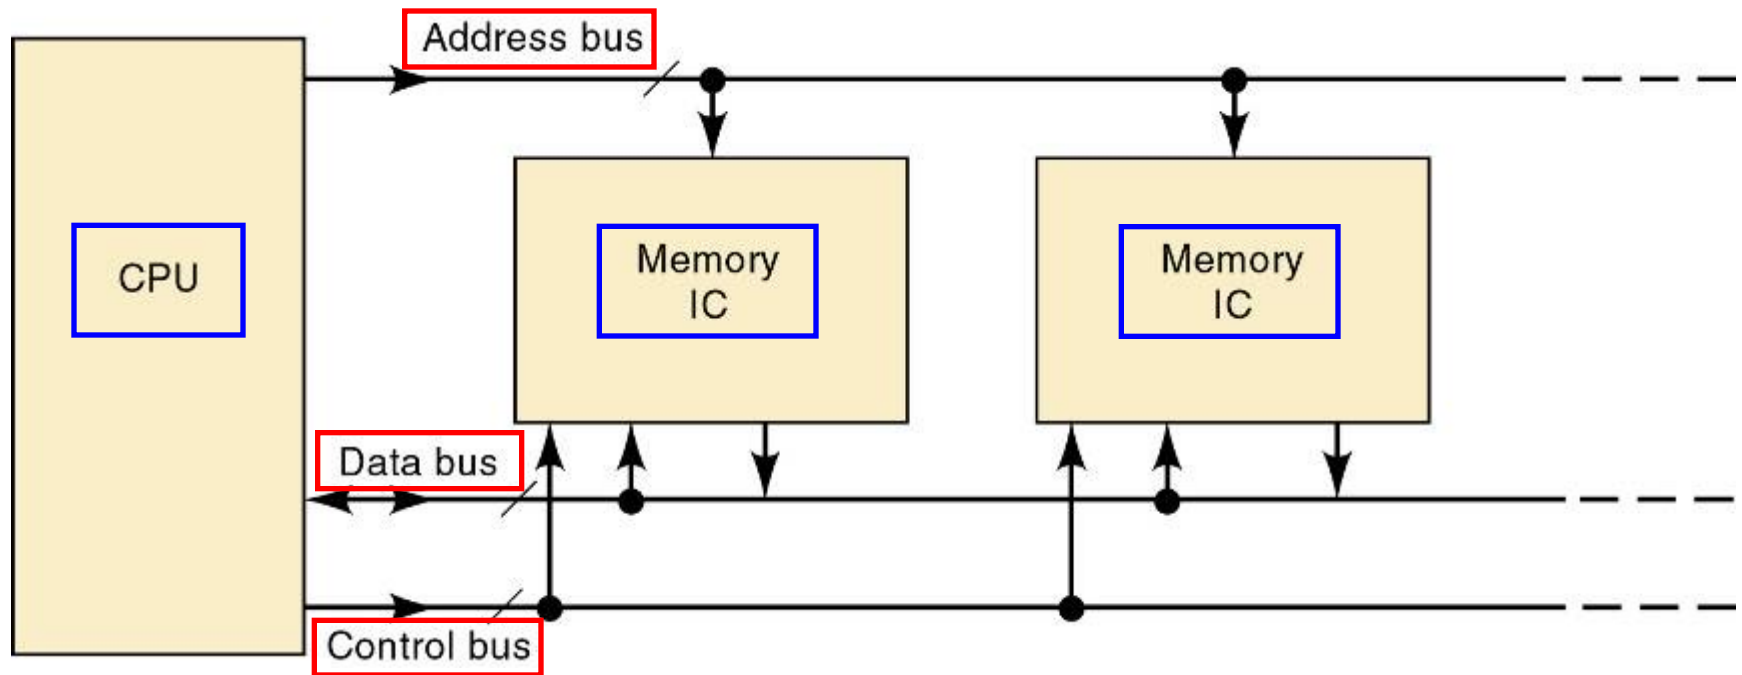 Address bus
CPU
Memory
IC
Memory
IC
Data bus
Control bus